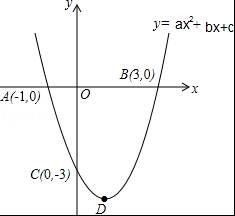 y
y= ax²+ bx+c
A(-1,0)
O
B(3,0)
x
C(0,-3)
D